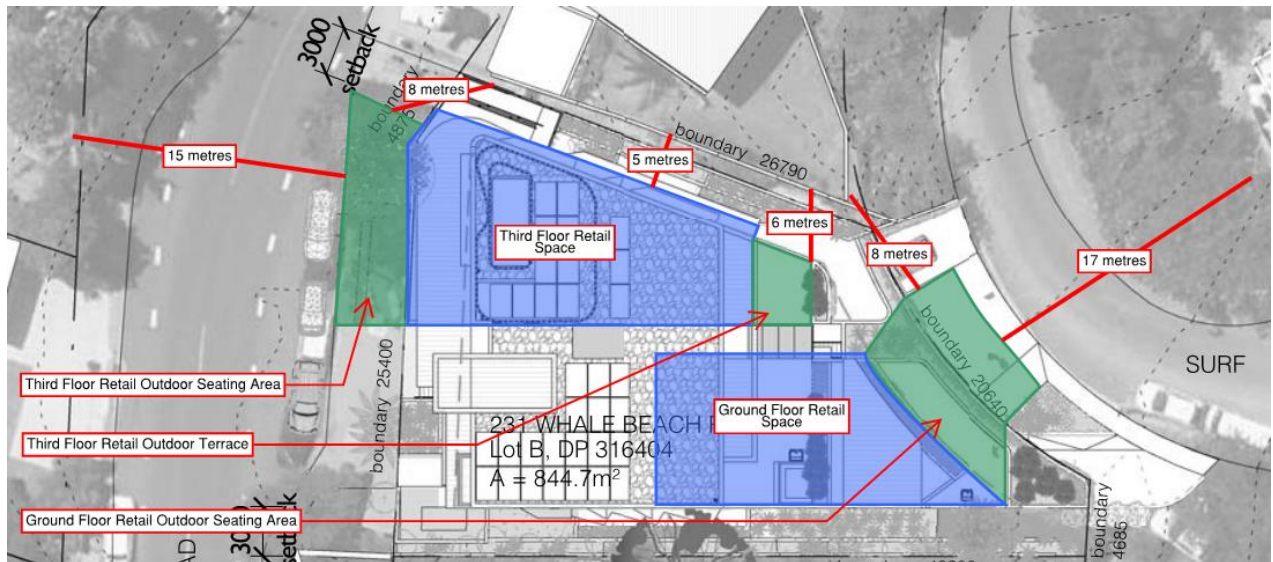 3000
setback
boundary
4875
8 metres
15 metres
boundary 26790
5 metres
6 metres
8 metres
17 metres
Third Floor Retail
Space
boundary 20640
SURF
Third Floor Retail Outdoor Seating Area
boundary 25400
Ground Floor Retail
Space
Third Floor Retail Outdoor Terrace
231 WHALE BEACH
Lot B, DP 316404
A = 844.7m²
Ground Floor Retail Outdoor Seating Area
setback
boundary
4685